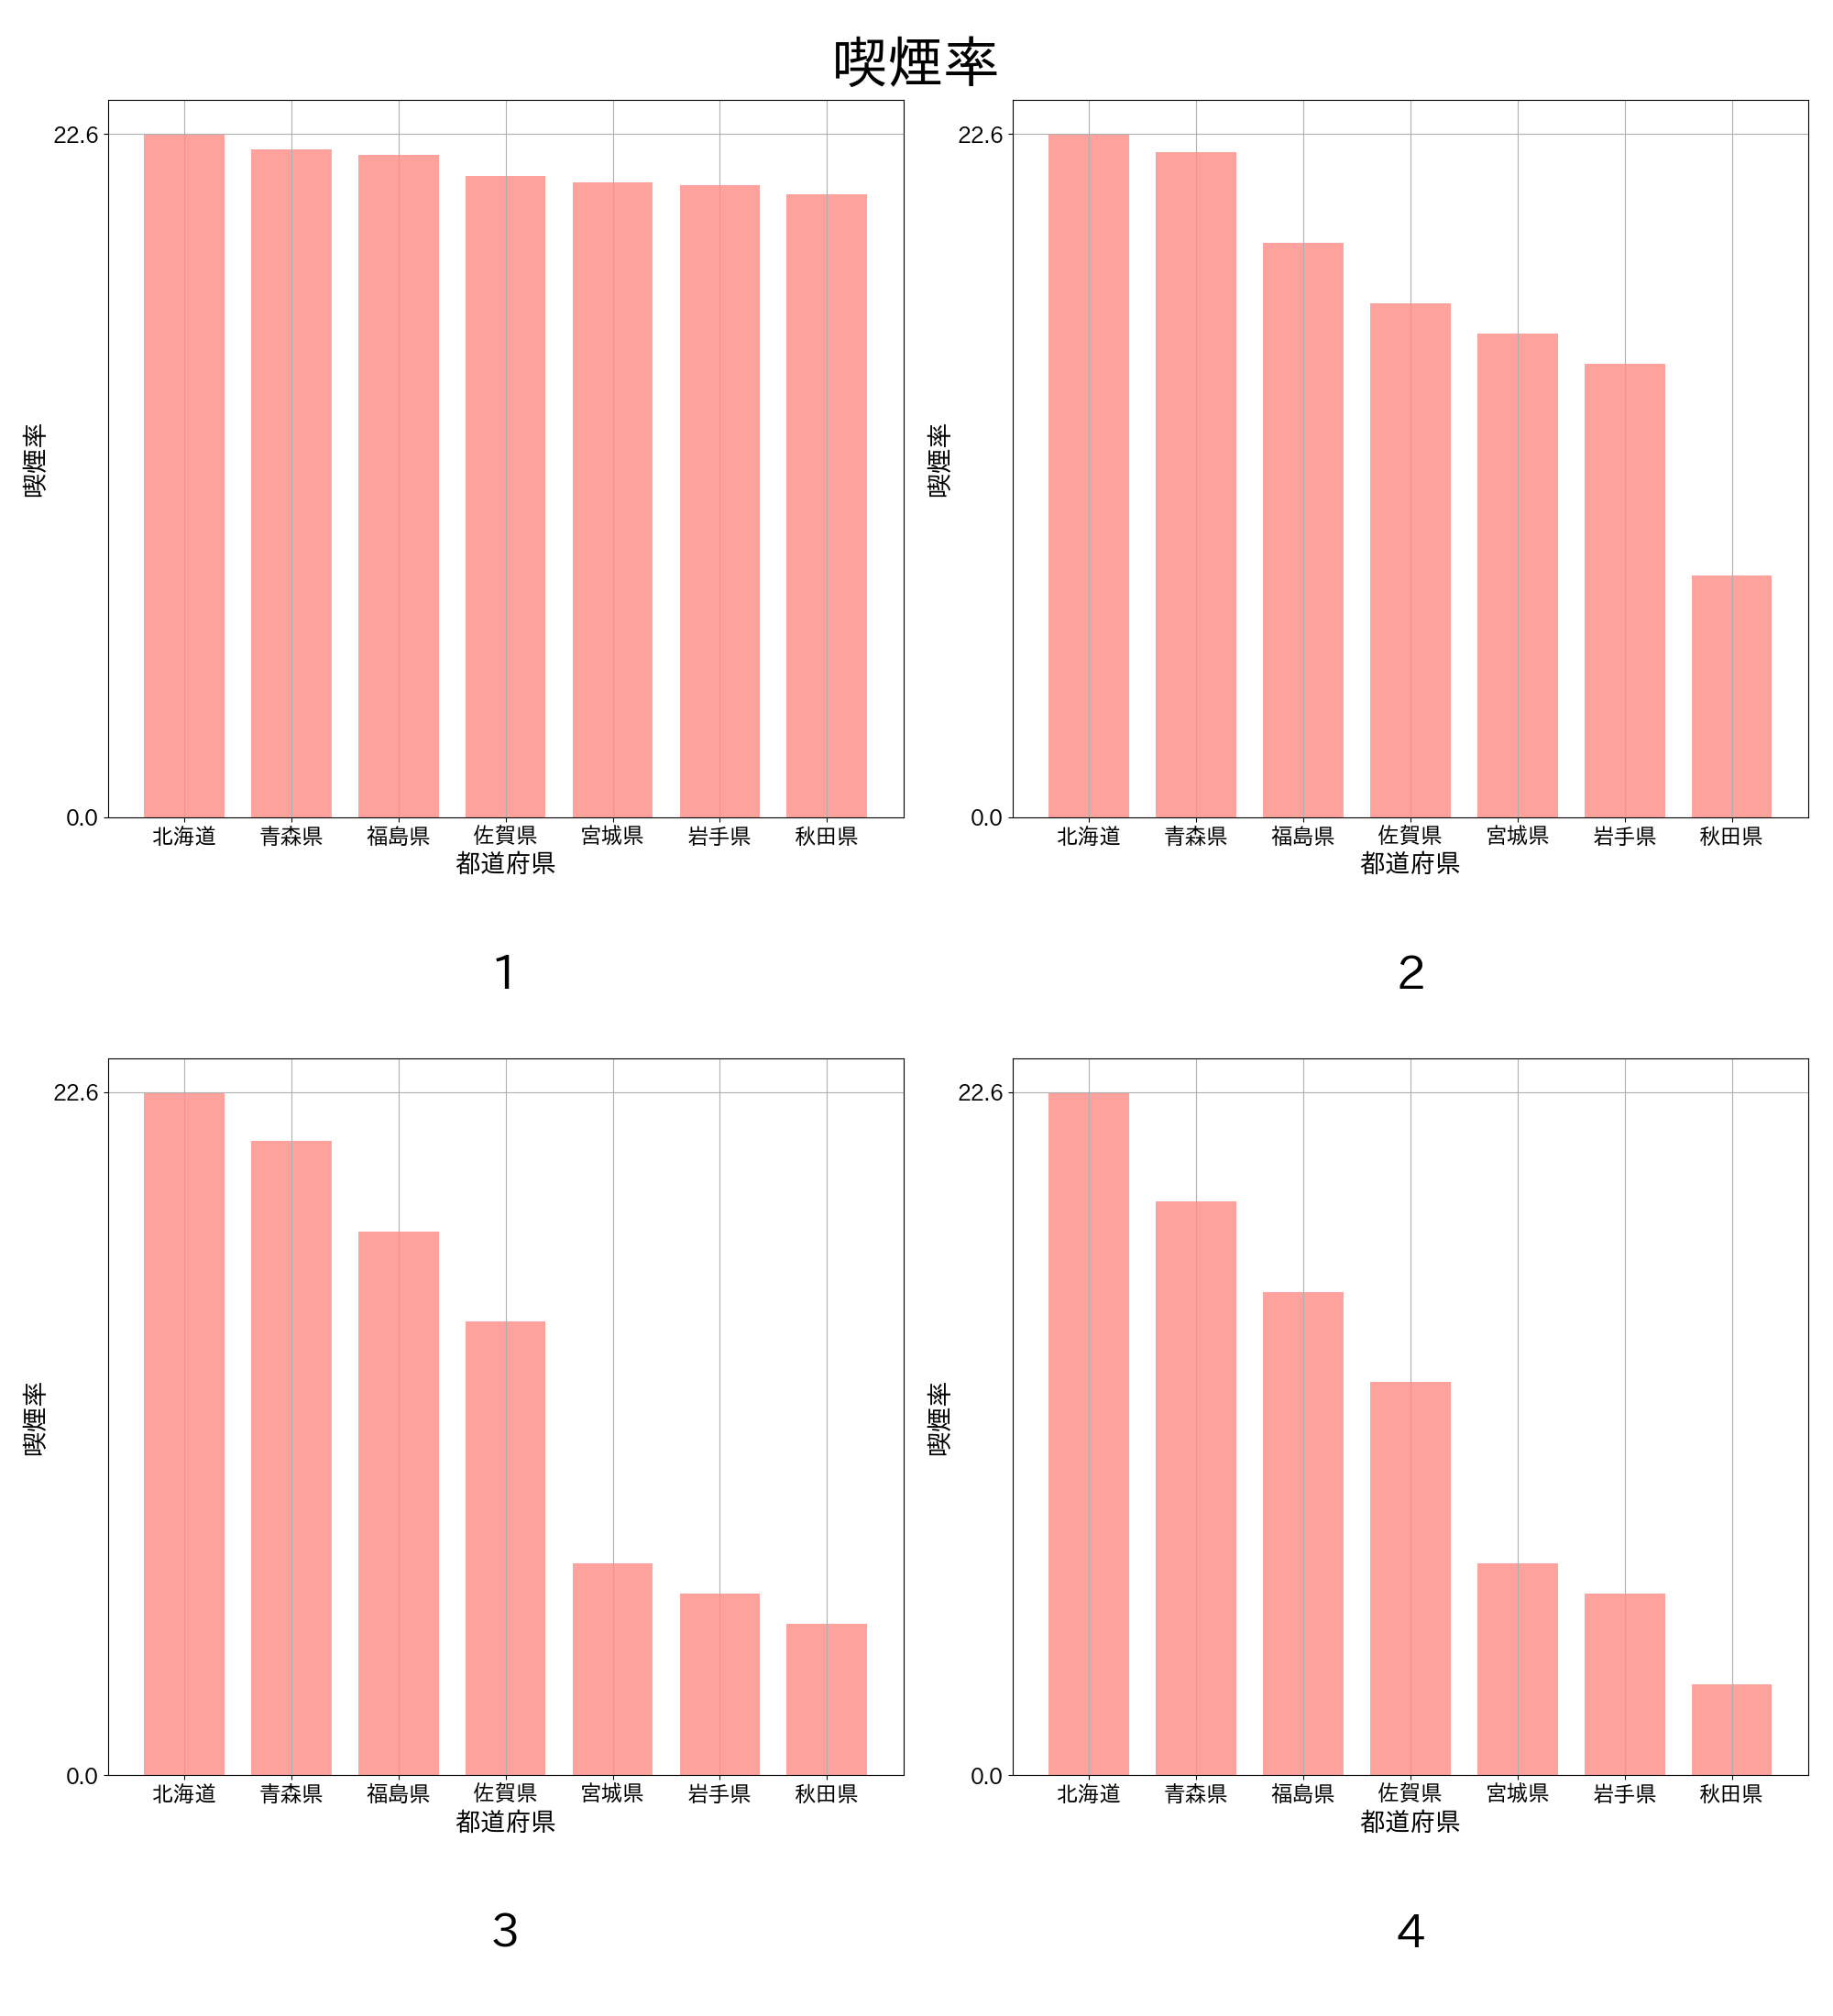 喫煙率
22.6
0.0
喫煙率
北海道 青森県 福島県 佐賀県 宮城県 岩手県 秋田県
都道府県
1
22.6
0.0
喫煙率
北海道 青森県 福島県 佐賀県 宮城県 岩手県 秋田県
都道府県
2
22.6
0.0
喫煙率
北海道 青森県 福島県 佐賀県 宮城県 岩手県 秋田県
都道府県
3
22.6
0.0
喫煙率
北海道 青森県 福島県 佐賀県 宮城県 岩手県 秋田県
都道府県
4